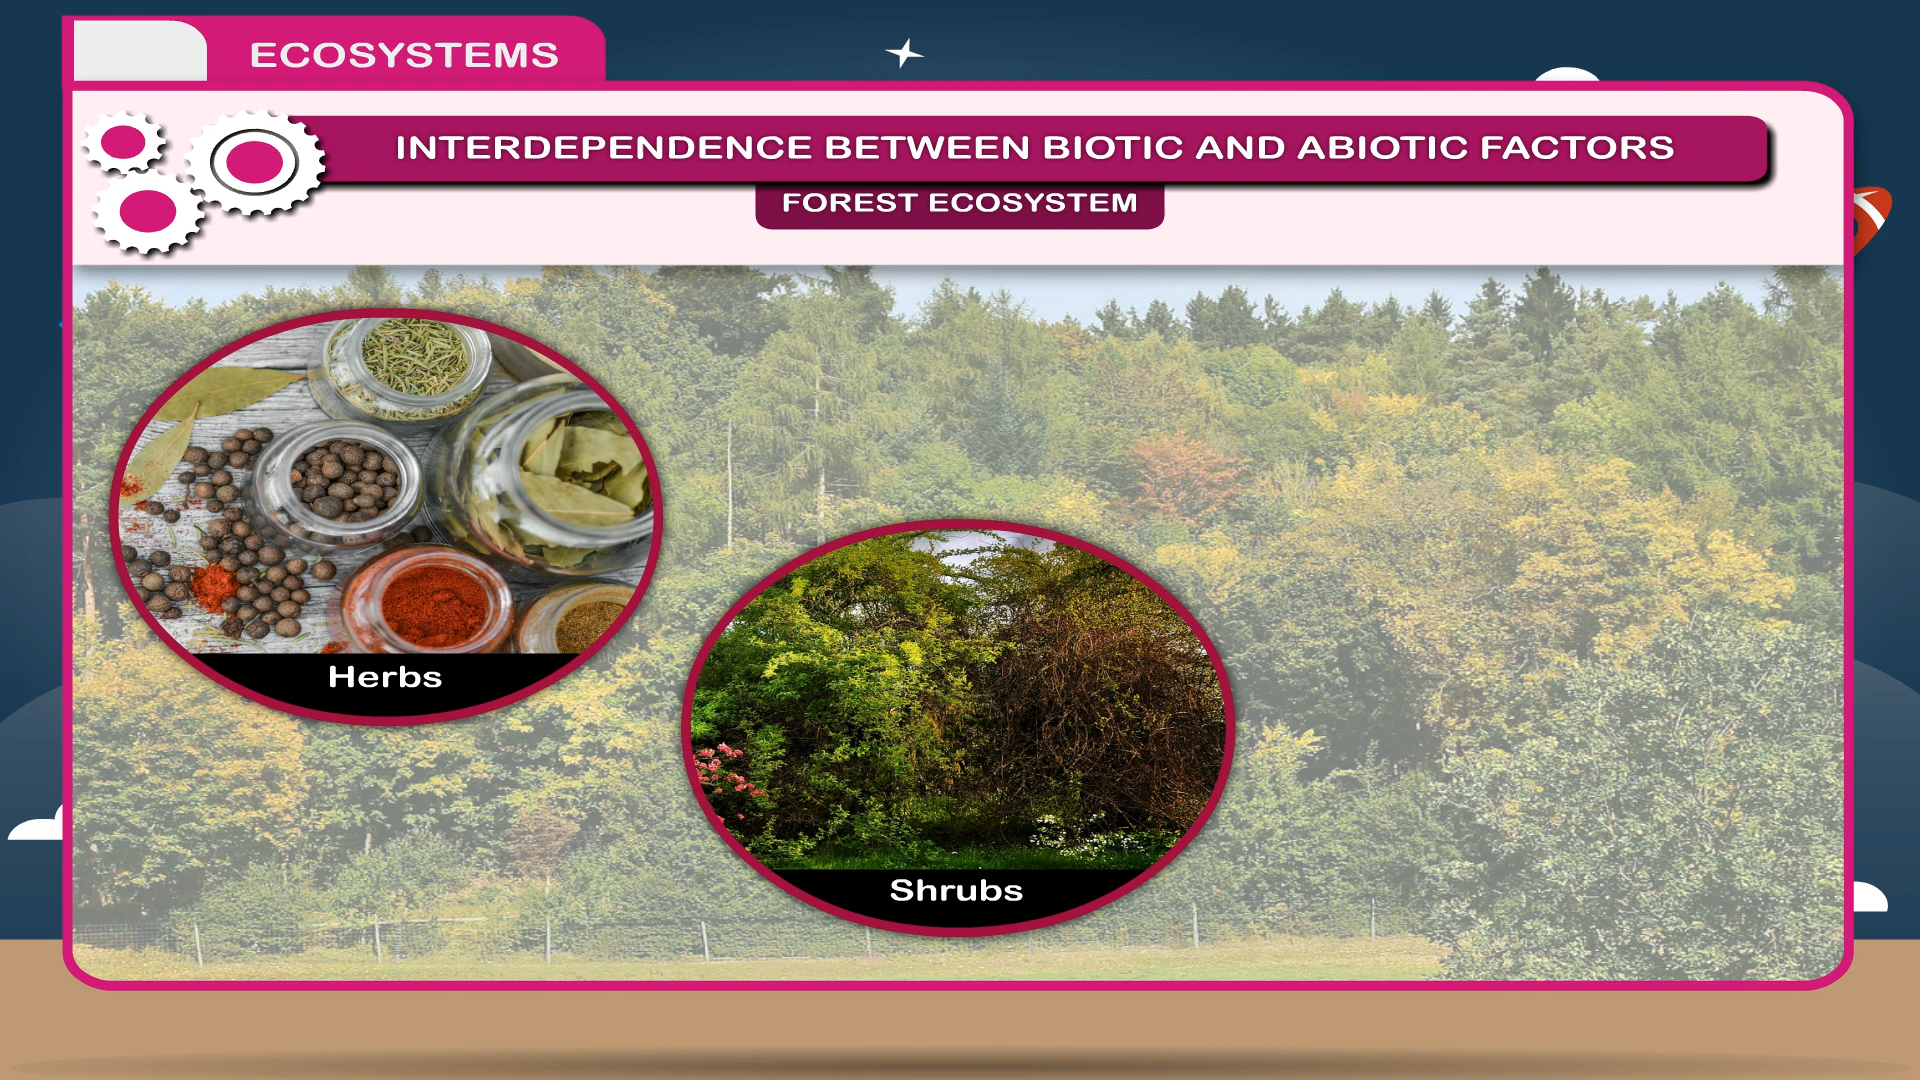 ECOSYSTEMS
INTERDEPENDENCE BETWEEN BIOTIC AND ABIOTIC FACTORS
FOREST ECOSYSTEM
Herbs
Shrubs